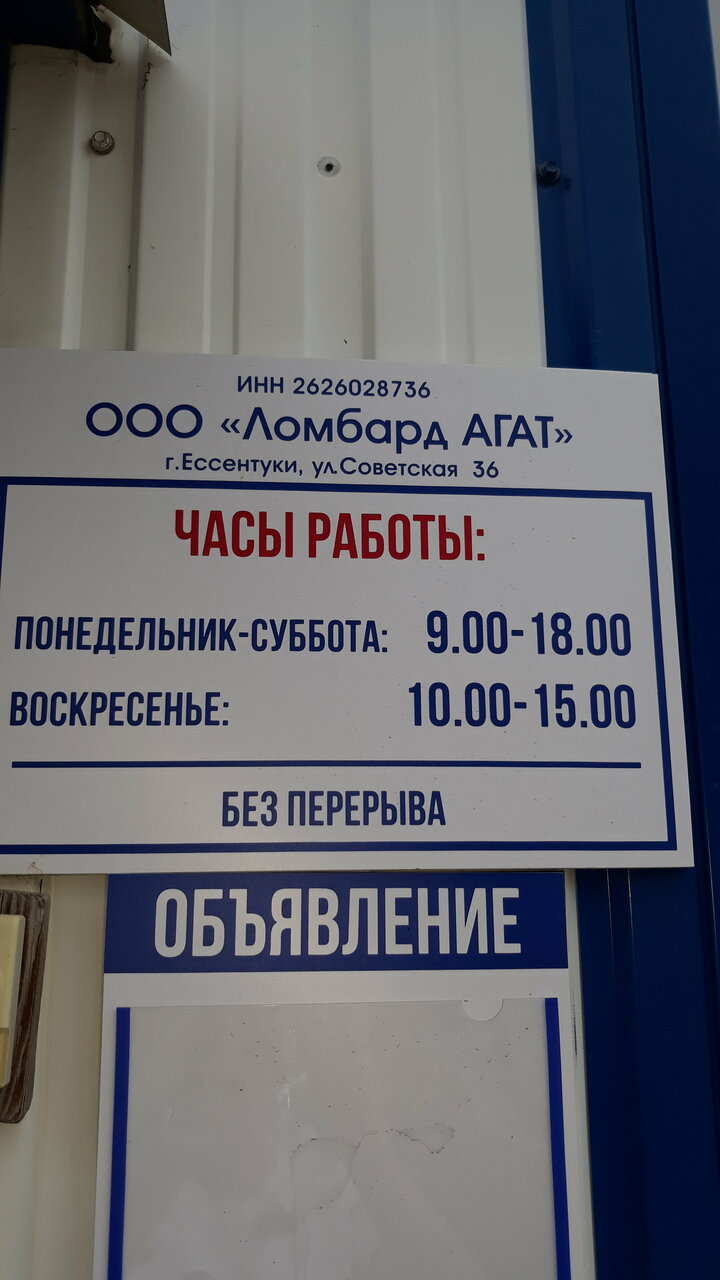 ИНН 2626028736
ООО «Ломбард АГАТ»
г.Ессентуки, ул.Советская 36
ЧАСЫ РАБОТЫ:
ПОНЕДЕЛЬНИК-СУББОТА: 9.00-18.00
ВОСКРЕСЕНЬЕ: 10.00-15.00
БЕЗ ПЕРЕРЫВА
ОБЪЯВЛЕНИЕ